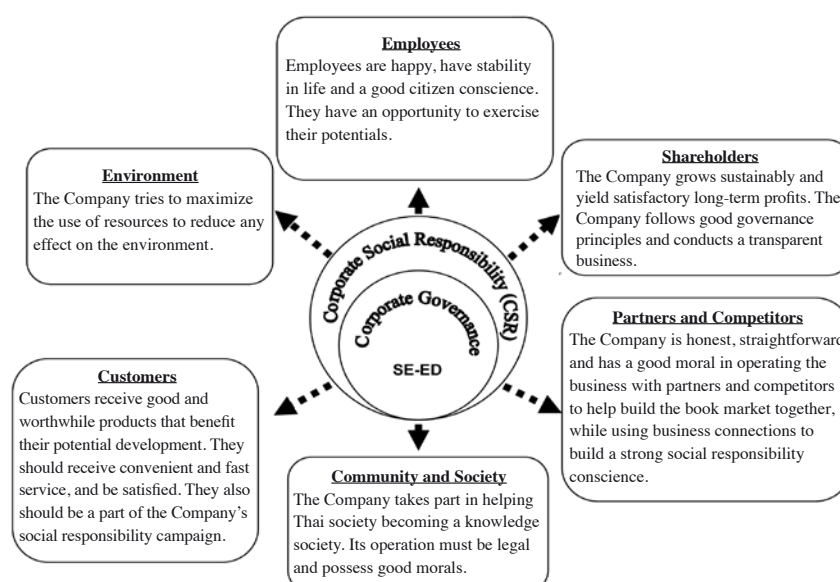 Employees
Employees are happy, have stability
in life and a good citizen conscience.
They have an opportunity to exercise
their potentials.
Environment
The Company tries to maximize
the use of resources to reduce any
effect on the environment.
Shareholders
The Company grows sustainably and
yield satisfactory long-term profits. The
Company follows good governance
principles and conducts a transparent
business.
Corporate Social Responsibility (CSR)
Corporate Governance
SE-ED
Partners and Competitors
The Company is honest, straightforward
and has a good moral in operating the
business with partners and competitors
to help build the book market together,
while using business connections to
build a strong social responsibility
conscience.
Customers
Customers receive good and
worthwhile products that benefit
their potential development. They
should receive convenient and fast
service, and be satisfied. They also
should be a part of the Company's
social responsibility campaign.
Community and Society
The Company takes part in helping
Thai society becoming a knowledge
society. Its operation must be legal
and possess good morals.